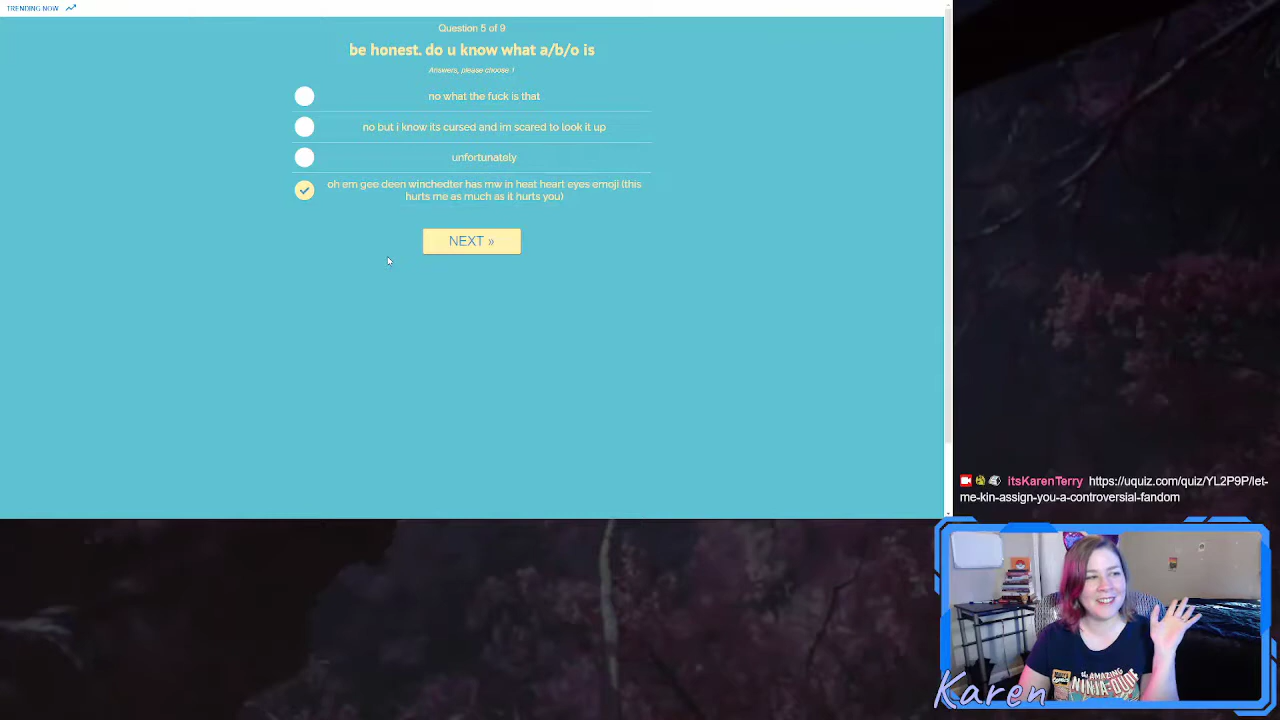 TRENDING NOW
Question 5 of 9
be honest. do u know what a/b/o is
Answers, please choose 1
no what the fuck is that
no but i know its cursed and im scared to look it up
unfortunately
oh em gee deen winchedter has mw in heat heart eyes emoji (this
hurts me as much as it hurts you)
NEXT »
itsKarenTerry https://uquiz.com/quiz/YL2P9P/let-
me-kin-assign-you-a-controversial-fandom
AMAZING
NINJA-DUDE
Karen